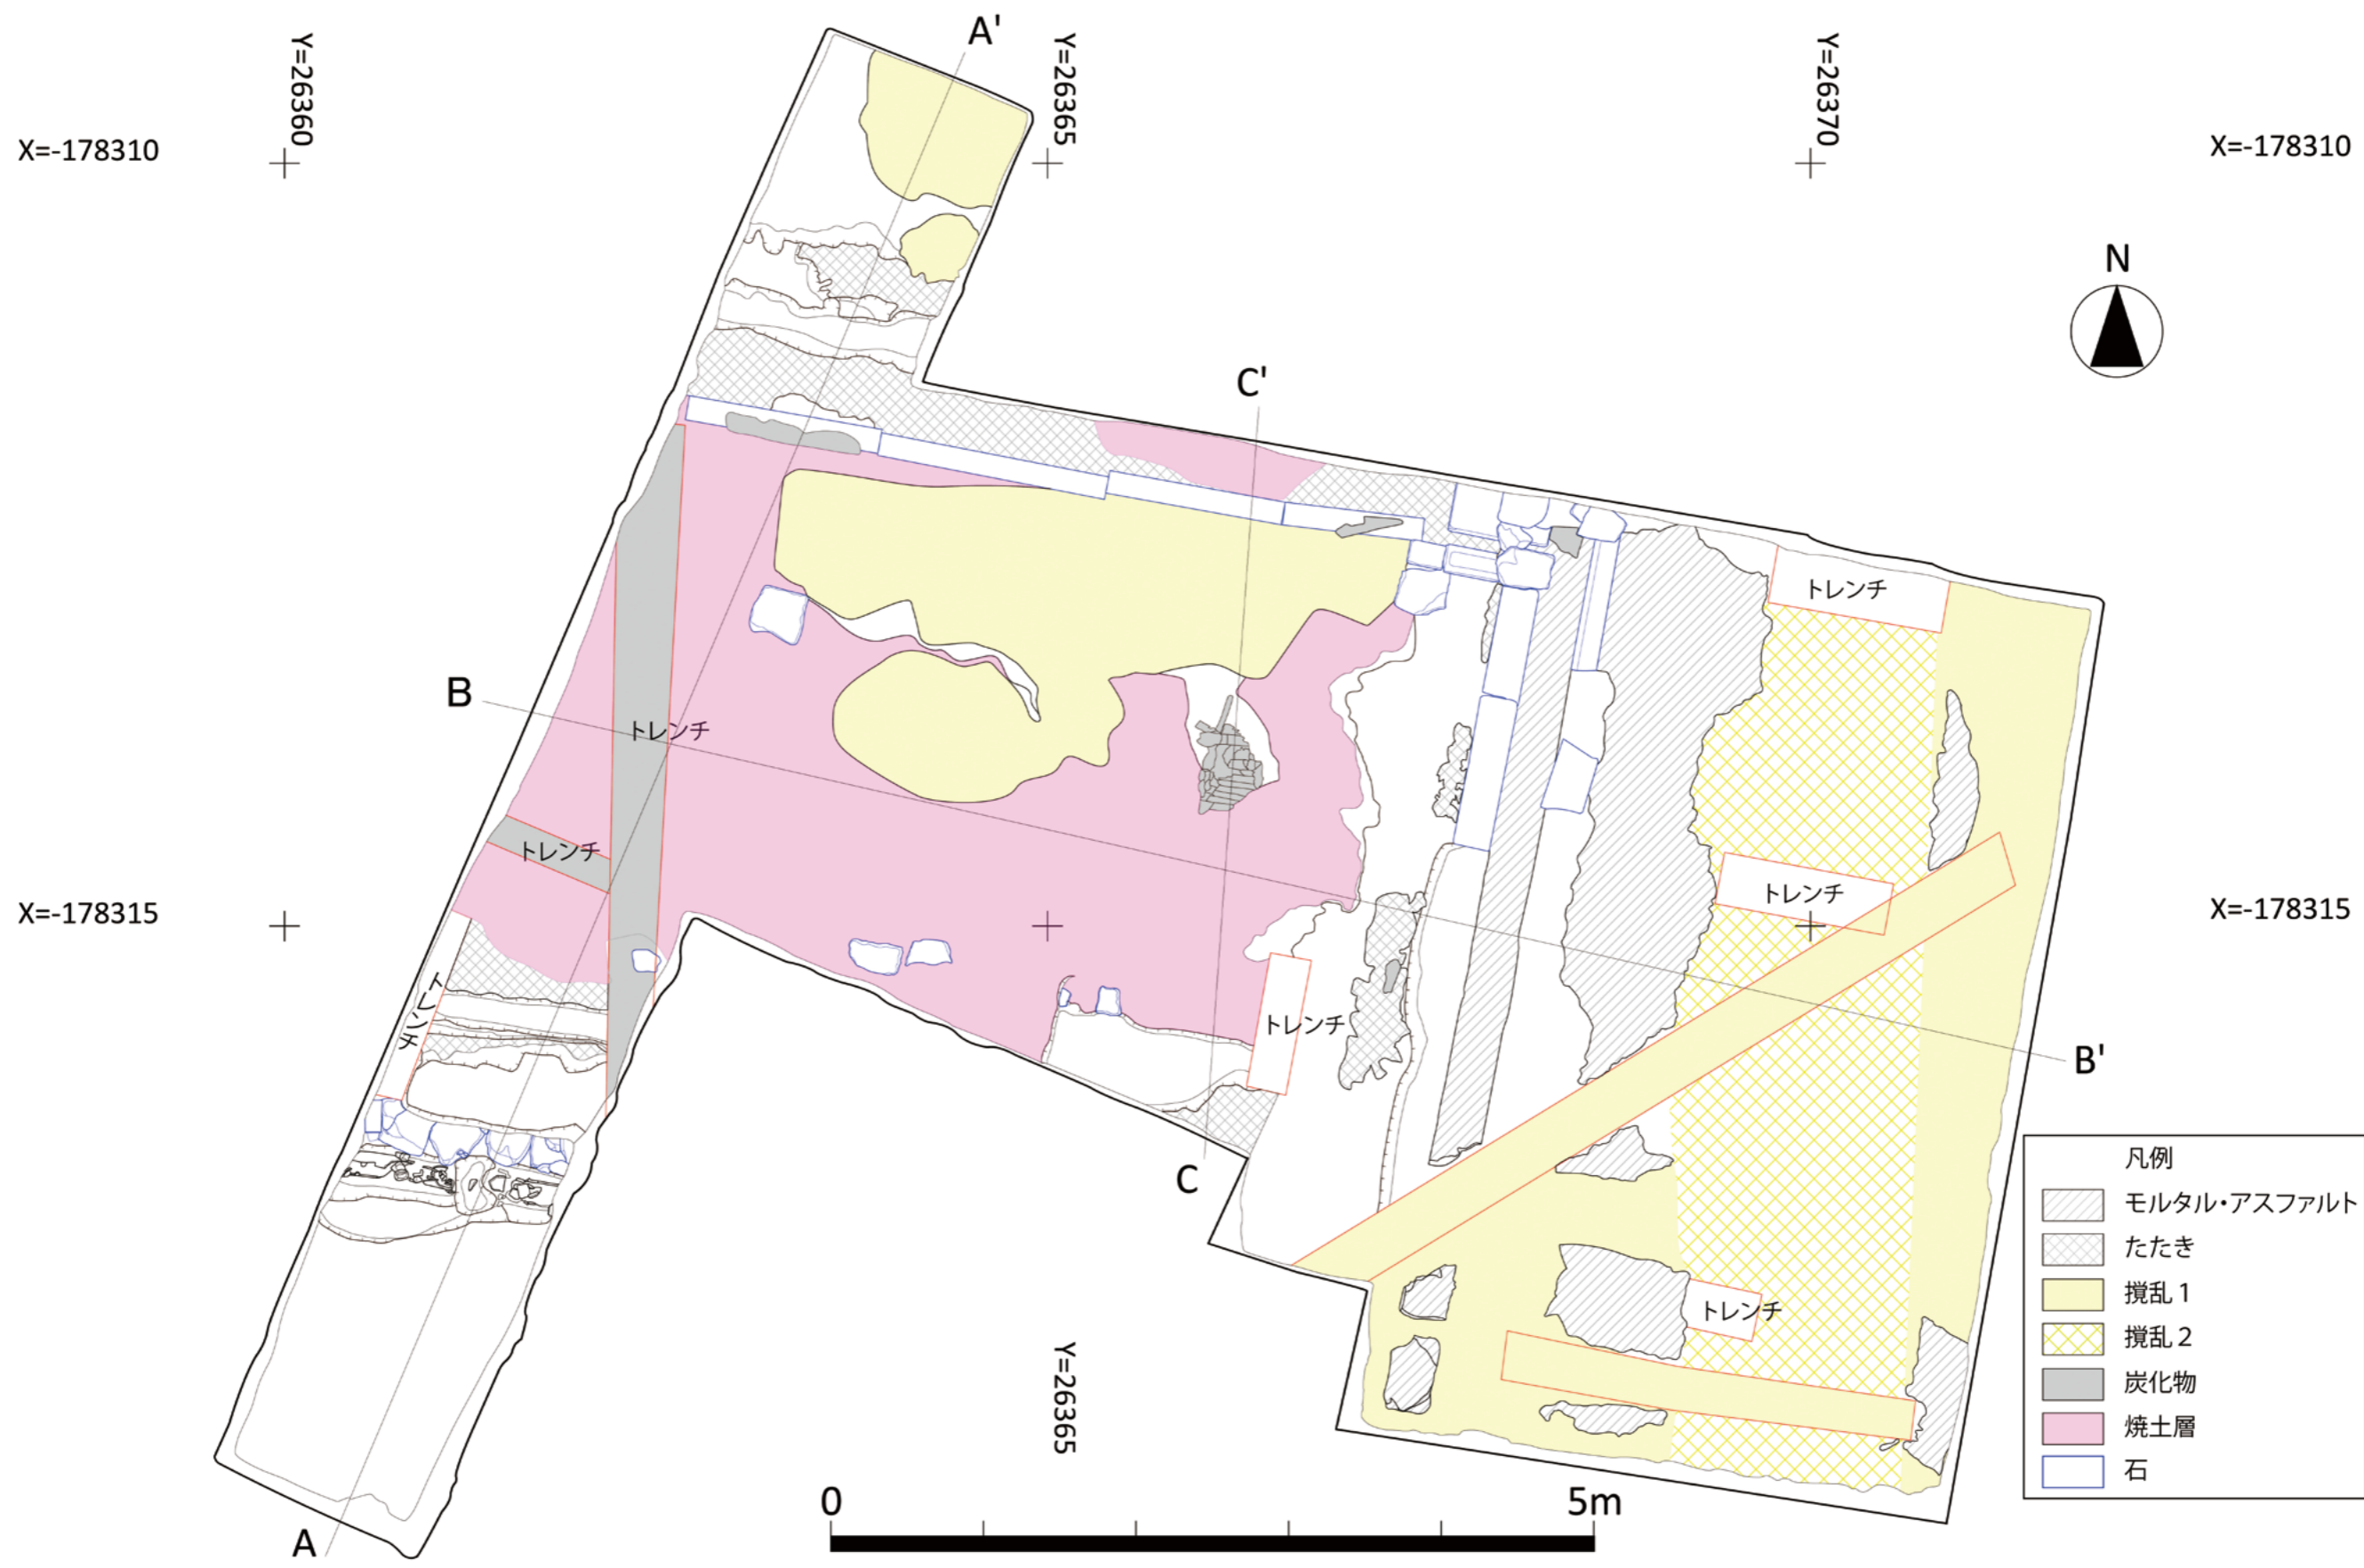 A'
Y=26360
Y=26365
Y=26370
X=-178310
X=-178310
N
C'
トレンチ
B
トレンチ
トレンチ
トレンチ
X=-178315
X=-178315
トレンチ
トレンチ
B'
C
トレンチ
Y=26365
凡例
モルタル・アスファルト
たたき
撹乱1
撹乱2
炭化物
焼土層
石
0
5m
A